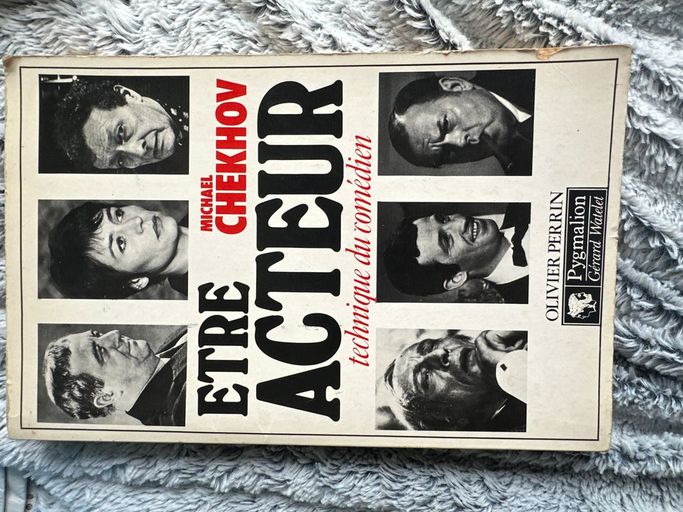 MICHAEL
CHEKHOV
ETRE
ACTEUR
technique du comédien
OLIVIER PERRIN
Pygmalion
Gérard Watelet